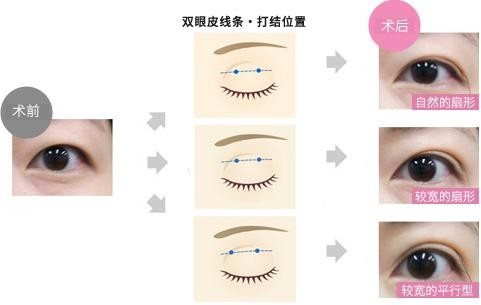 双眼皮线条·打结位置
术后
术前
自然的扇形
较宽的扇形
较宽的平行型